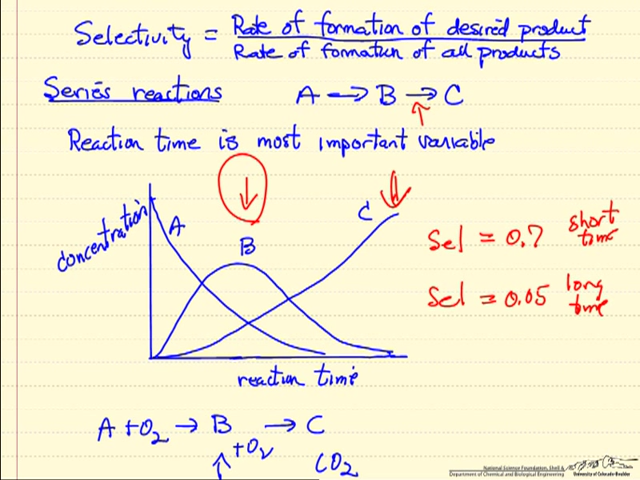 Selectivity = Rate of formation of desired product
Rate of formation of all products
Series reactions A → B → C
Reaction time is most important variable
concentration
A
B
C
Sel = 0.7 short time
Sel = 0.05 long time
reaction time
A + O2 → B → C
+O2
CO2
National Science Foundation, Shell &
Department of Chemical and Biological Engineering
University of Colorado Boulder